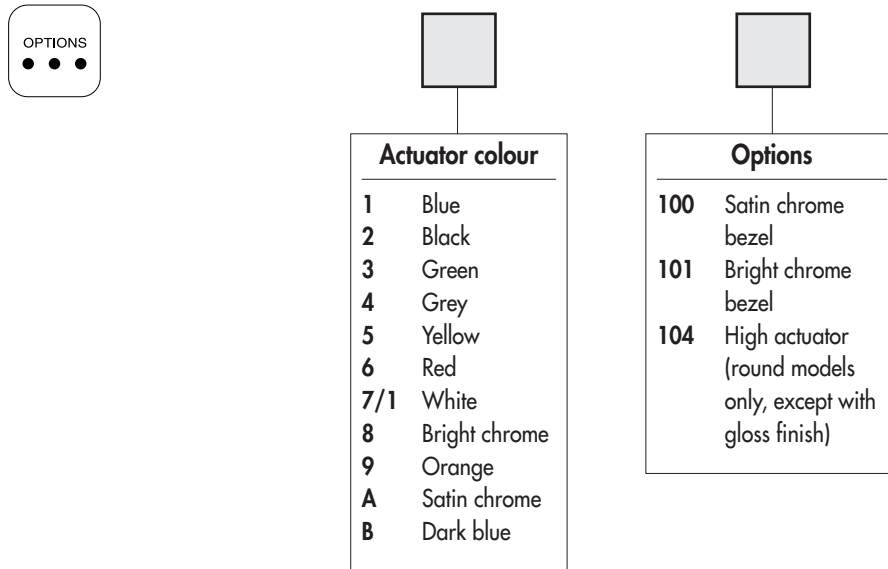 OPTIONS
Actuator colour
1 Blue
2 Black
3 Green
4 Grey
5 Yellow
6 Red
7/1 White
8 Bright chrome
9 Orange
A Satin chrome
B Dark blue
Options
100 Satin chrome
bezel
101 Bright chrome
bezel
104 High actuator
(round models
only, except with
gloss finish)